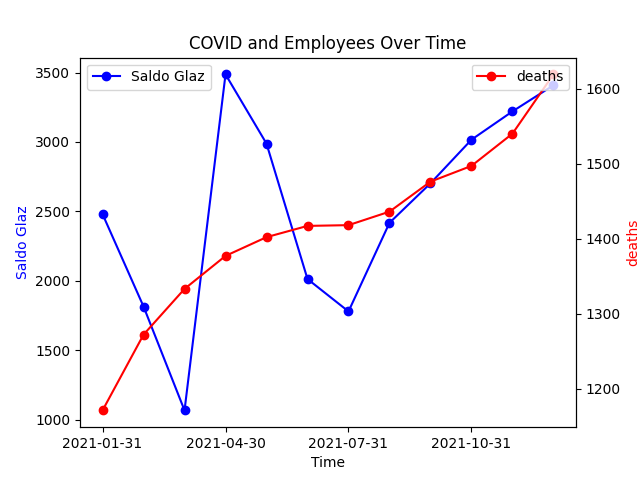 COVID and Employees Over Time
Saldo Glaz
deaths
3500
3000
2500
2000
1500
1000
Saldo Glaz
1600
1500
1400
1300
1200
deaths
2021-01-31
2021-04-30
2021-07-31
2021-10-31
Time